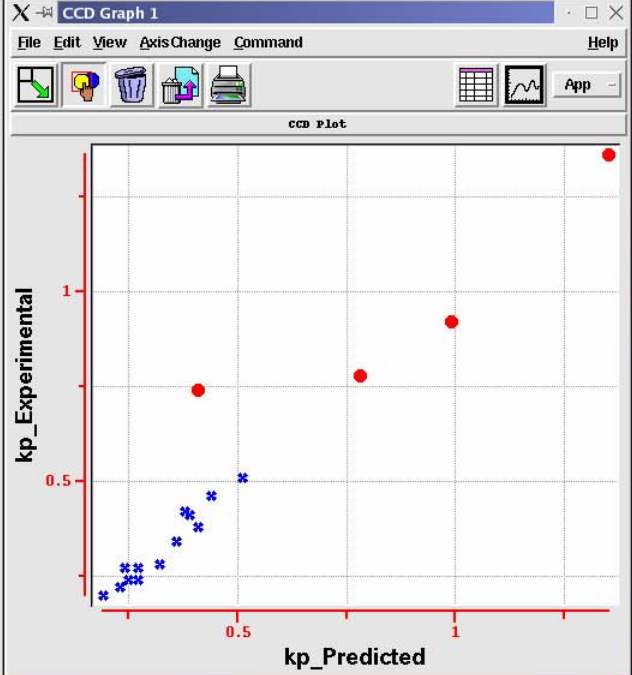 CCD Graph 1
File Edit View AxisChange Command Help
App
CCD Plot
kp_Experimental
1
0.5
0.5
1
kp_Predicted